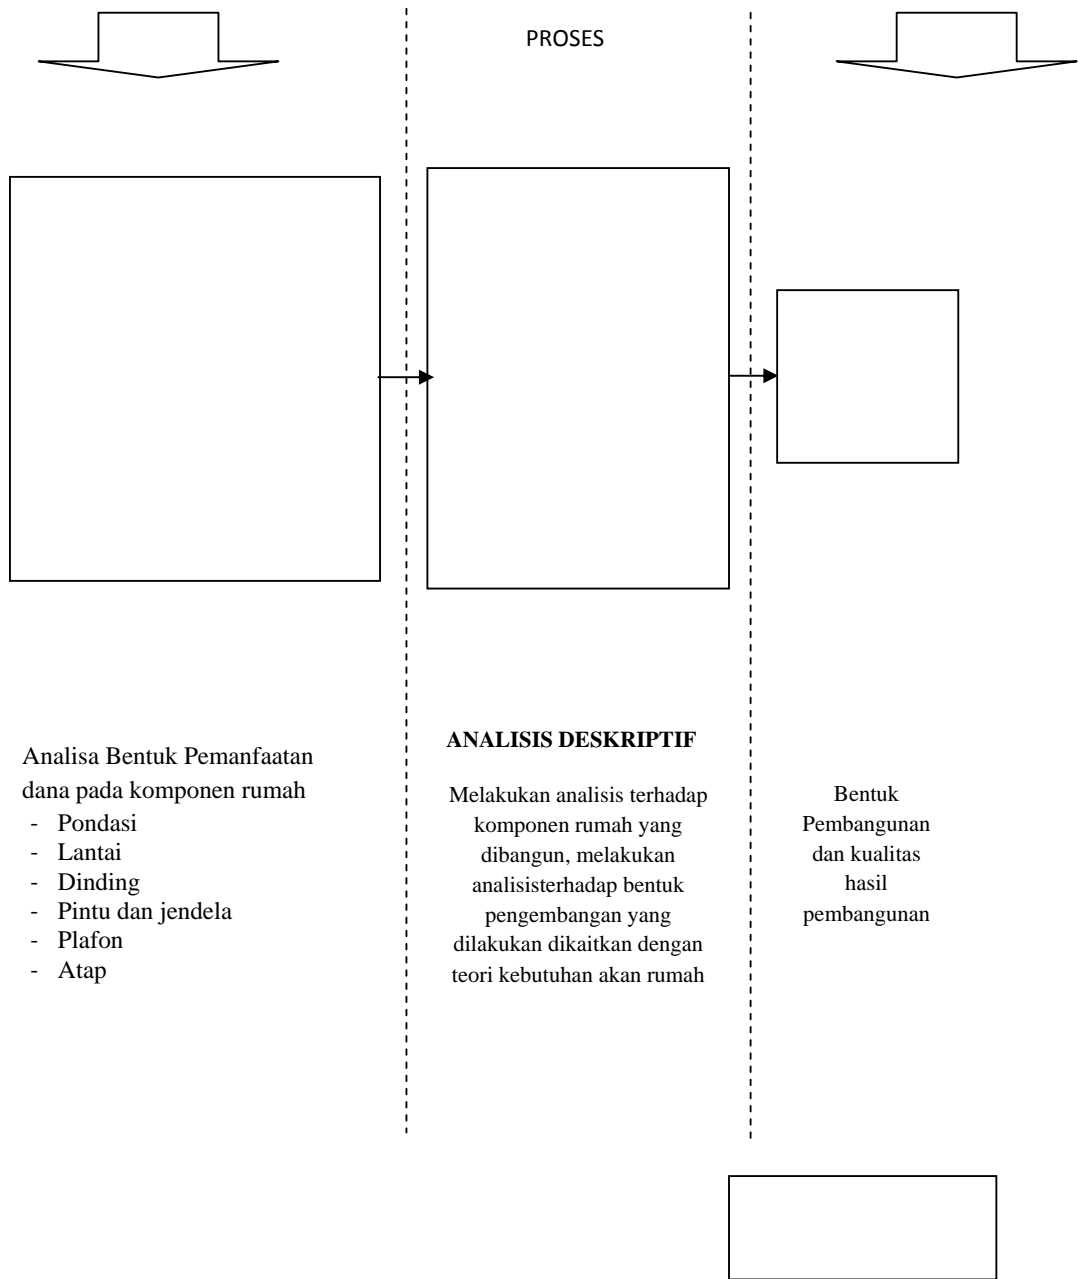 PROSES
Analisa Bentuk Pemanfaatan
dana pada komponen rumah
- Pondasi
- Lantai
- Dinding
- Pintu dan jendela
- Plafon
- Atap
ANALISIS DESKRIPTIF
Melakukan analisis terhadap
komponen rumah yang
dibangun, melakukan
analisisterhadap bentuk
pengembangan yang
dilakukan dikaitkan dengan
teori kebutuhan akan rumah
Bentuk
Pembangunan
dan kualitas
hasil
pembangunan